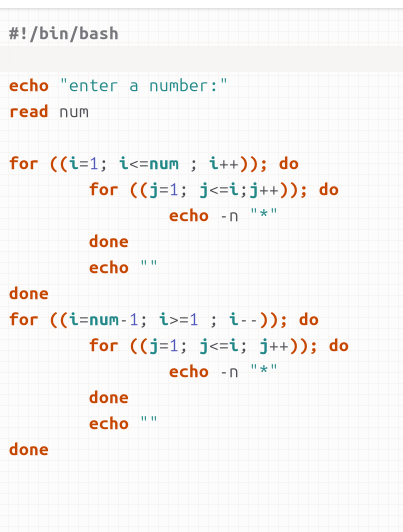 #!/bin/bash
echo "enter a number:"
read num
for ((i=1; i<=num ; i++)); do
for ((j=1; j<=i;j++)); do
echo -n "*"
done
echo ""
done
for ((i=num-1; i>=1 ; i--)); do
for ((j=1; j<=i; j++)); do
echo -n "*"
done
echo ""
done